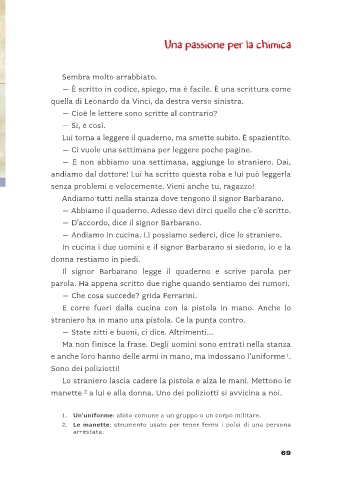 Una passione per la chimica
Sembra molto arrabbiato.
— È scritto in codice, spiego, ma è facile. È una scrittura come
quella di Leonardo da Vinci, da destra verso sinistra.
— Cioè le lettere sono scritte al contrario?
— Sì, è così.
Lui torna a leggere il quaderno, ma smette subito. È spazientito.
— Ci vuole una settimana per leggere poche pagine.
— E non abbiamo una settimana, aggiunge lo straniero. Dai,
andiamo dal dottore! Lui ha scritto questa roba e lui può leggerla
senza problemi e velocemente. Vieni anche tu, ragazzo!
Andiamo tutti nella stanza dove tengono il signor Barbarano.
— Abbiamo il quaderno. Adesso devi dirci quello che c'è scritto.
— D'accordo, dice il signor Barbarano.
— Andiamo in cucina. Lì possiamo sederci, dice lo straniero.
In cucina i due uomini e il signor Barbarano si siedono, io e la
donna restiamo in piedi.
Il signor Barbarano legge il quaderno e scrive parola per
parola. Ha appena scritto due righe quando sentiamo dei rumori.
— Che cosa succede? grida Ferrarini.
E corre fuori dalla cucina con la pistola in mano. Anche lo
straniero ha in mano una pistola. Ce la punta contro.
— State zitti e buoni, ci dice. Altrimenti...
Ma non finisce la frase. Degli uomini sono entrati nella stanza
e anche loro hanno delle armi in mano, ma indossano l'uniforme 1.
Sono dei poliziotti!
Lo straniero lascia cadere la pistola e alza le mani. Mettono le
manette 2 a lui e alla donna. Uno dei poliziotti si avvicina a noi.
1. Un'uniforme: abito comune a un gruppo o un corpo militare.
2. Le manette: strumento usato per tener fermi i polsi di una persona
arrestata.
69